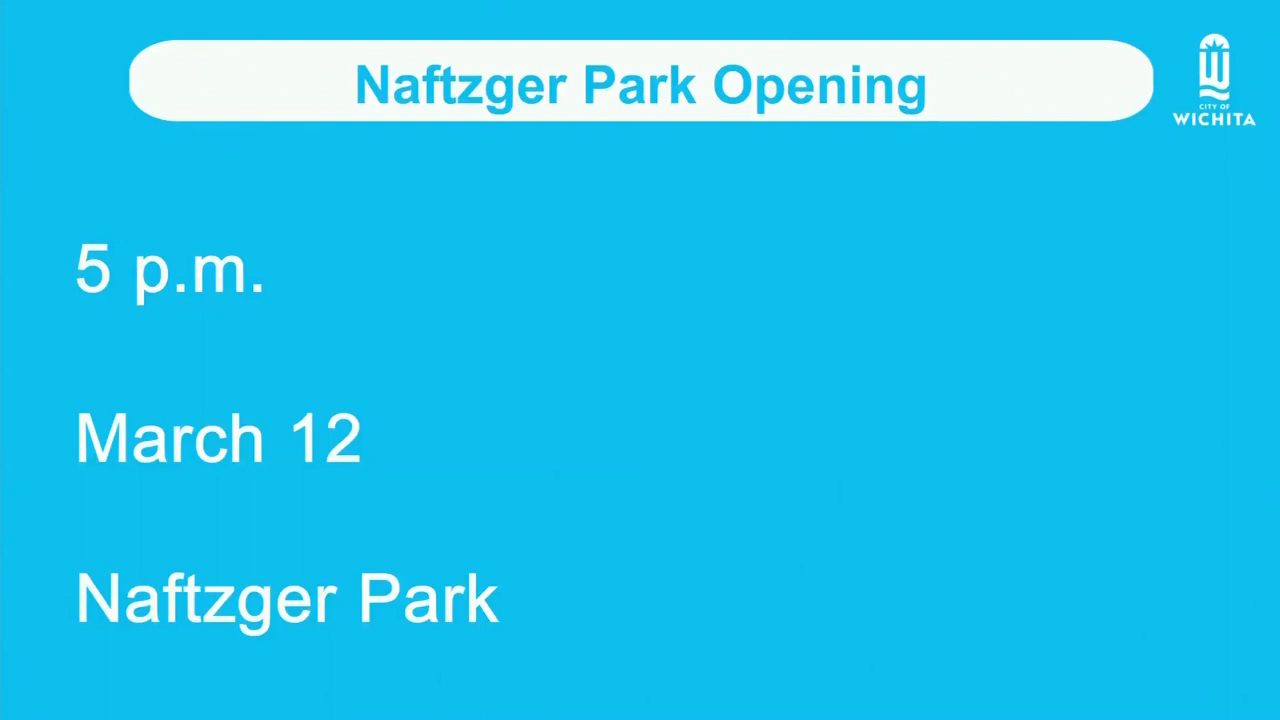 Naftzger Park Opening
CITY OF
WICHITA
5 p.m.
March 12
Naftzger Park